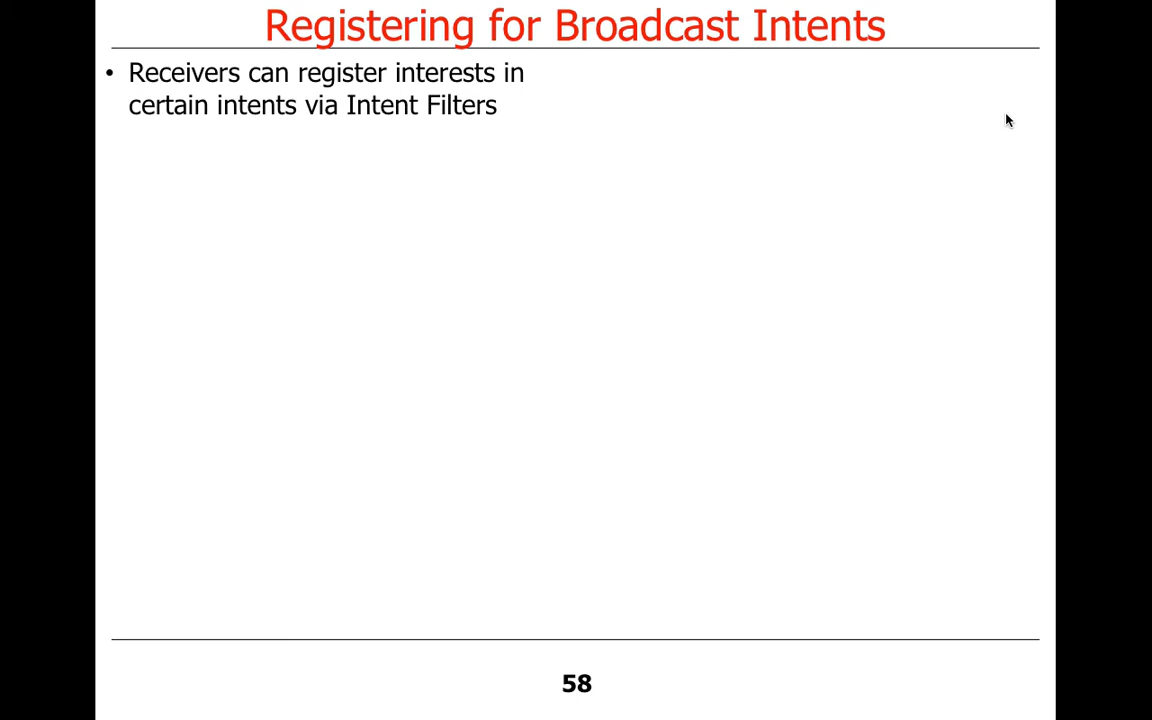 Registering for Broadcast Intents
• Receivers can register interests in
certain intents via Intent Filters
58